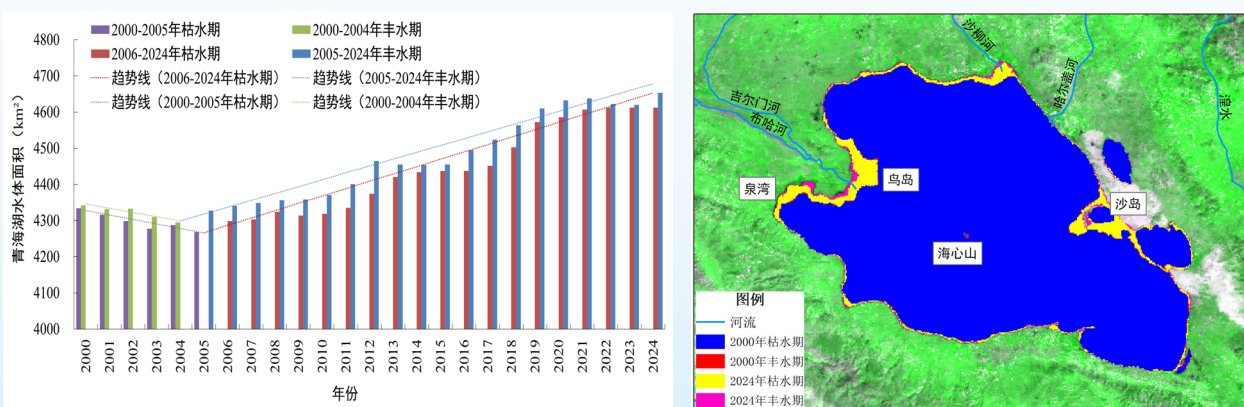 2000-2005年枯水期
2000-2004年丰水期
2006-2024年枯水期
2005-2024年丰水期
趋势线（2006-2024年枯水期）
趋势线（2005-2024年丰水期）
趋势线（2000-2005年枯水期）
趋势线（2000-2004年丰水期）
青海湖水体面积（km²）
4800
4700
4600
4500
4400
4300
4200
4100
4000
2000
2001
2002
2003
2004
2005
2006
2007
2008
2009
2010
2011
2012
2013
2014
2015
2016
2017
2018
2019
2020
2021
2022
2023
2024
年份
沙柳河
哈尔盖河
湟水
吉尔门河
布哈河
鸟岛
泉湾
沙岛
海心山
图例
河流
2000年枯水期
2000年丰水期
2024年枯水期
2024年丰水期